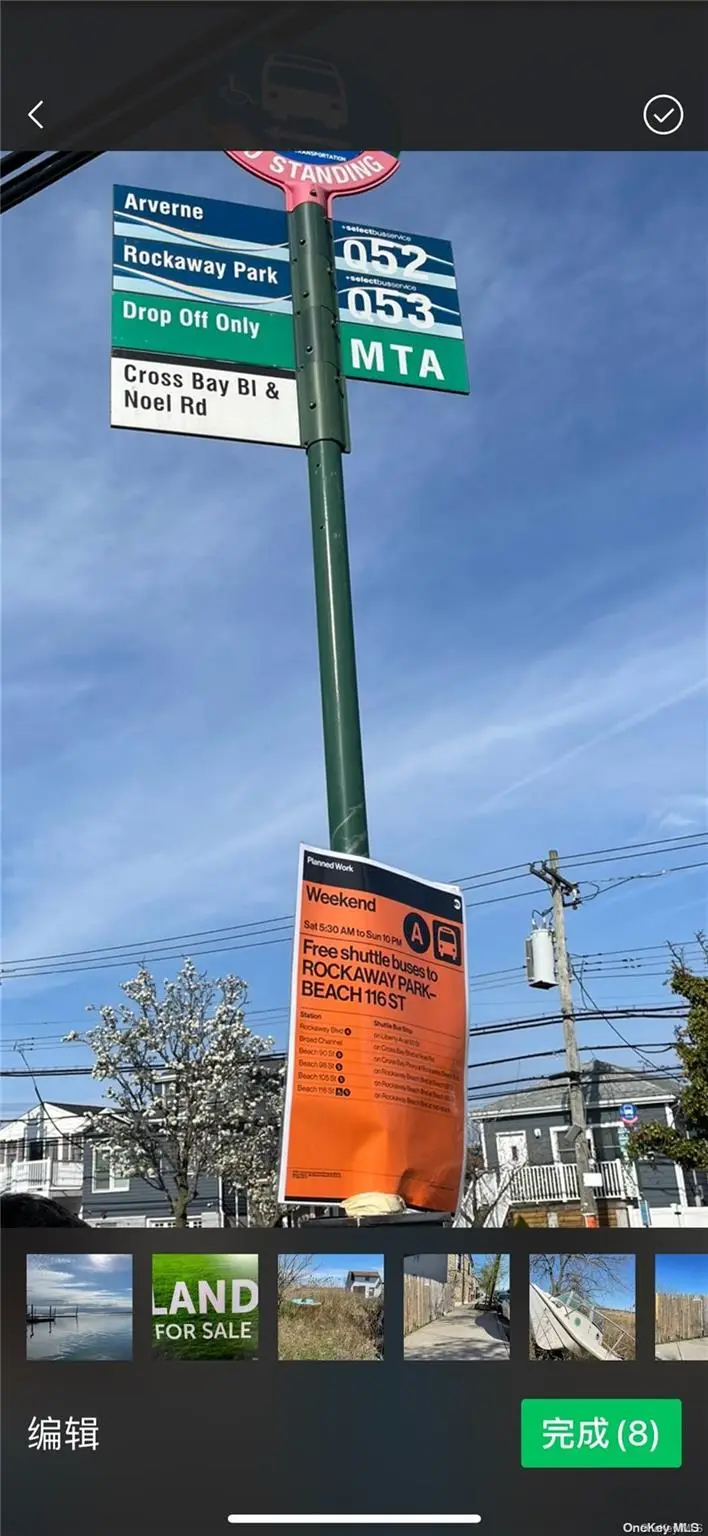 TRANSPORTATION
O STANDING
Arverne
Rockaway Park
Drop Off Only
Cross Bay Bl &
Noel Rd
+selectbusservice
Q52
+selectbusservice
Q53
MTA
Planned Work
Weekend
Sat 5:30 AM to Sun 10 PM
A
Free shuttle buses to
ROCKAWAY PARK–
BEACH 116 ST
Station
Shuttle Bus Stop
Rockaway Blvd A
Broad Channel
Beach 90 St
Beach 98 St
Beach 105 St
Beach 116 St
LAND
FOR SALE
编辑
完成(8)
OneKey MLS